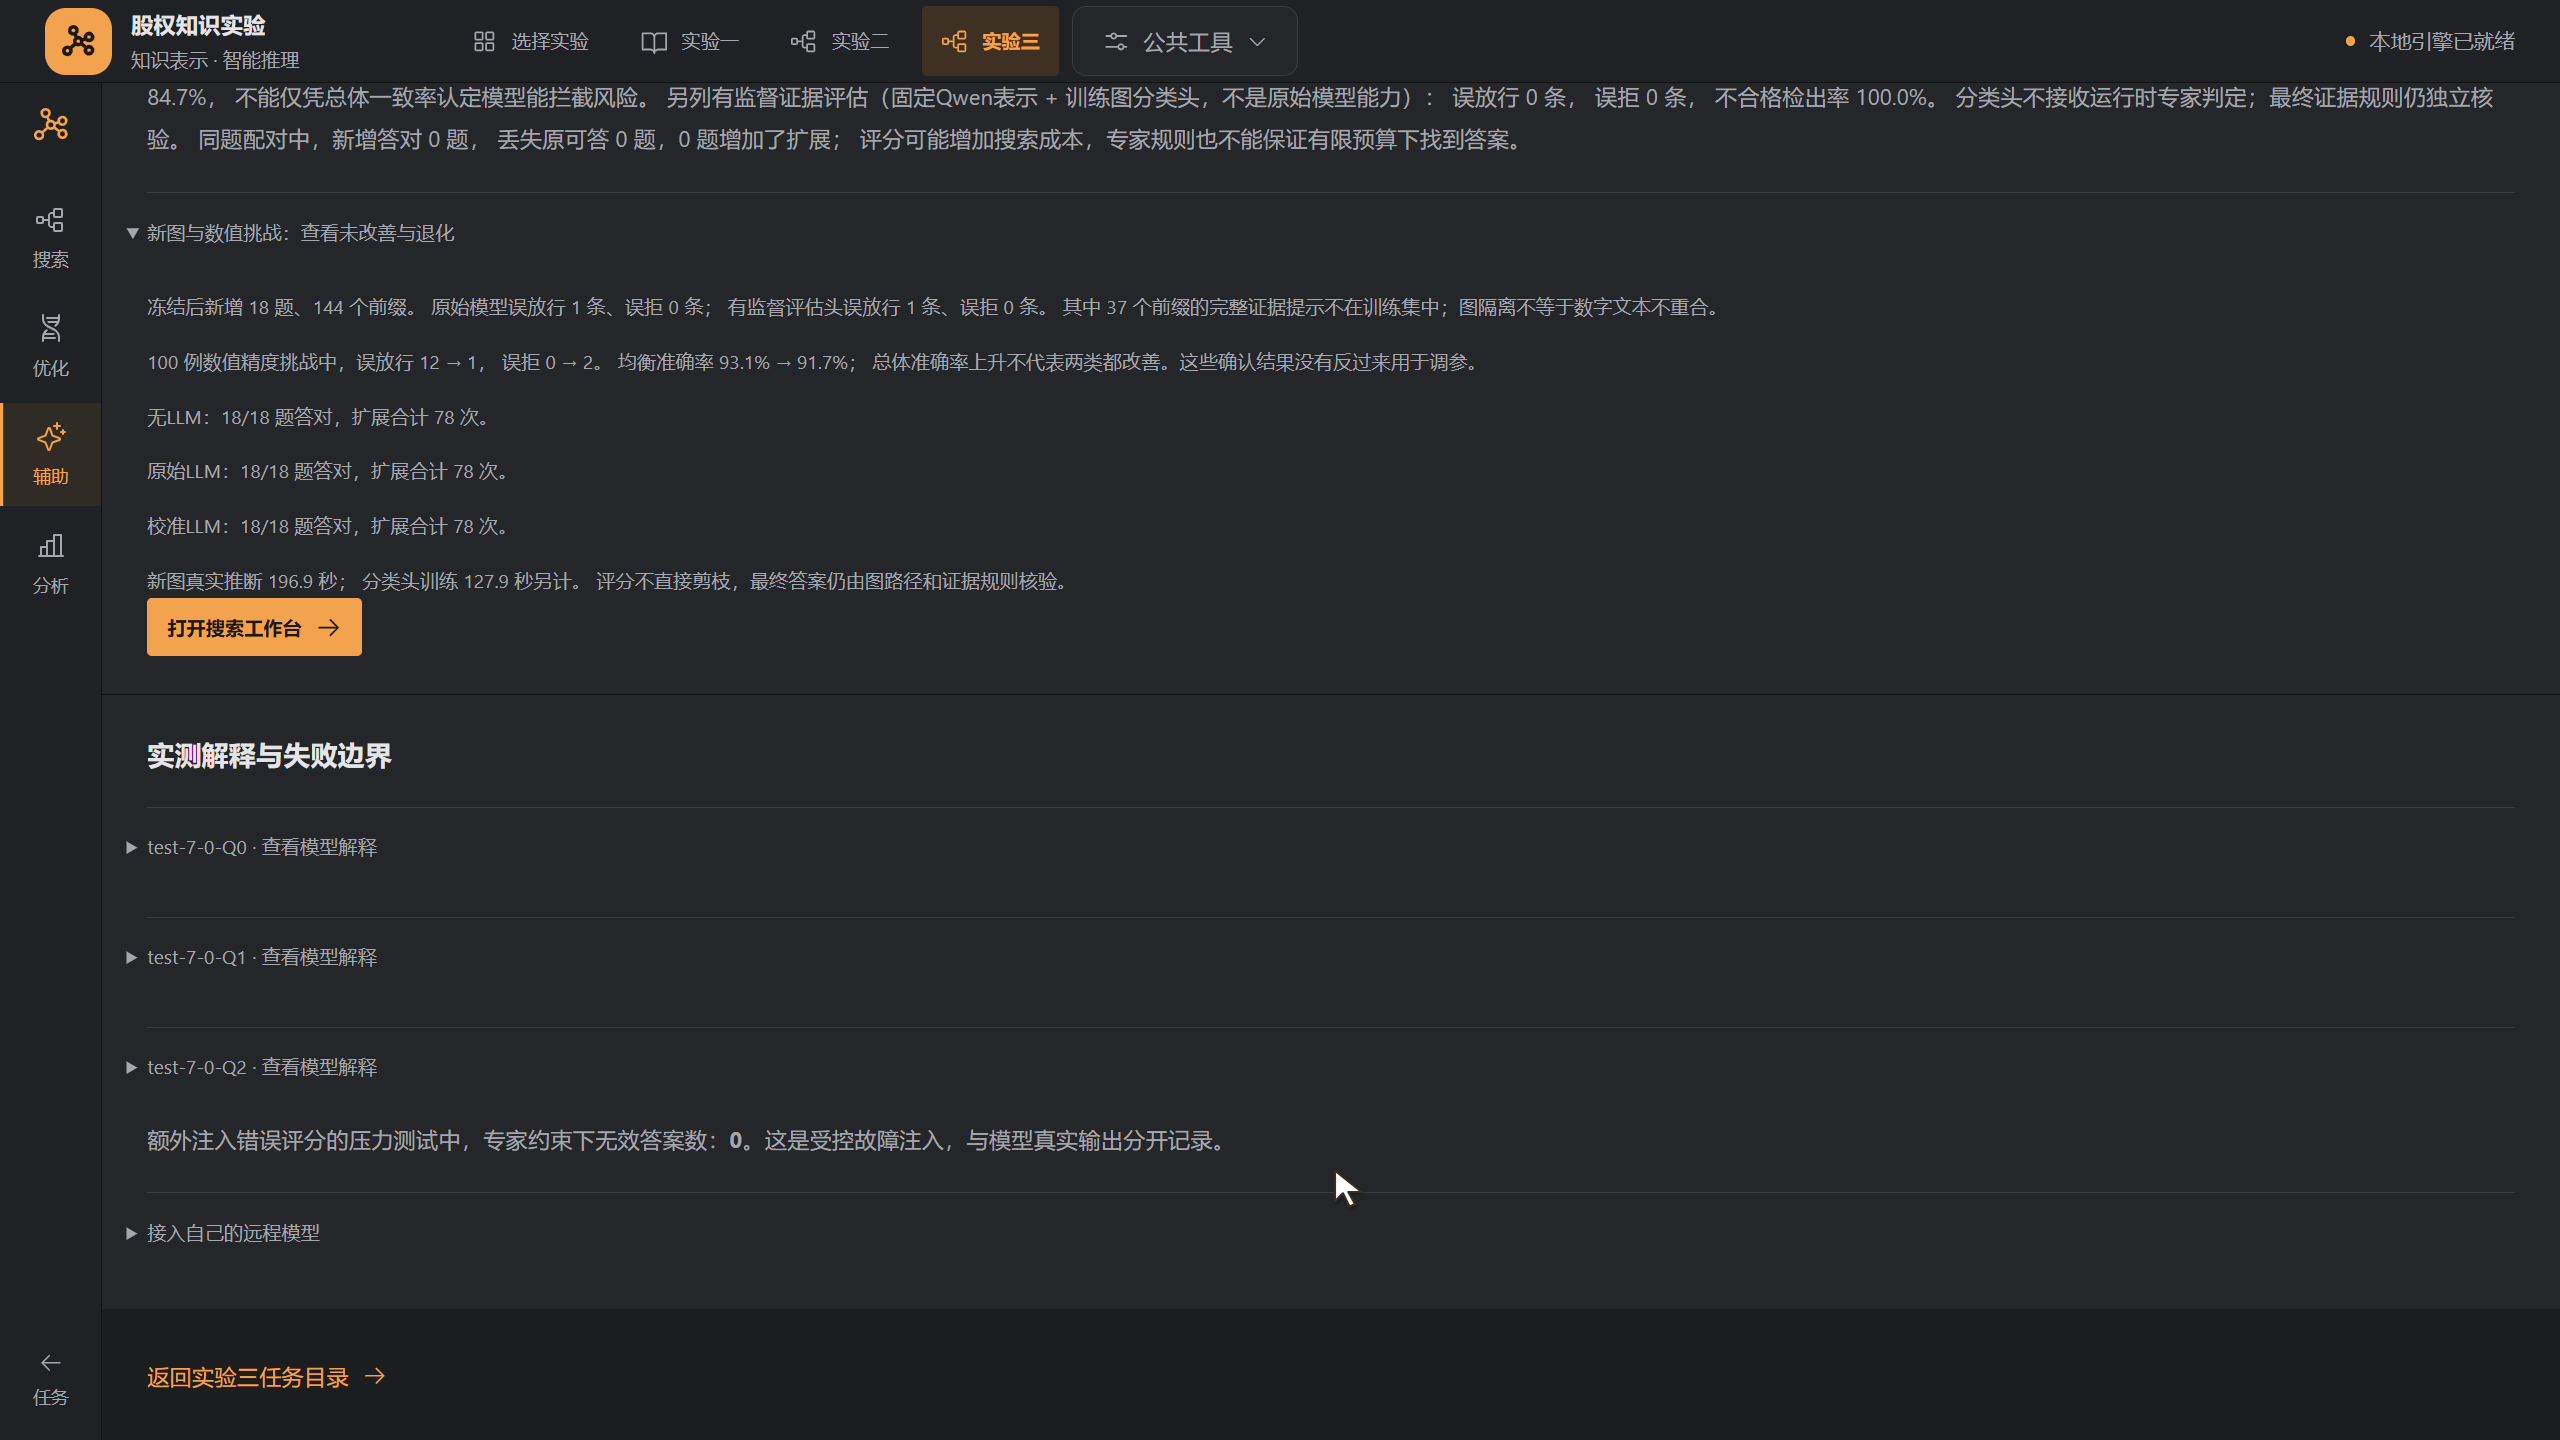 股权知识实验
知识表示 · 智能推理
选择实验
实验一
实验二
实验三
公共工具
本地引擎已就绪
搜索
优化
辅助
分析
任务
84.7%， 不能仅凭总体一致率认定模型能拦截风险。 另列有监督证据评估（固定Qwen表示 + 训练图分类头，不是原始模型能力）： 误放行 0 条， 误拒 0 条， 不合格检出率 100.0%。 分类头不接收运行时专家判定；最终证据规则仍独立核
验。 同题配对中，新增答对 0 题， 丢失原可答 0 题，0 题增加了扩展； 评分可能增加搜索成本，专家规则也不能保证有限预算下找到答案。
新图与数值挑战：查看未改善与退化
冻结后新增 18 题、144 个前缀。 原始模型误放行 1 条、误拒 0 条； 有监督评估头误放行 1 条、误拒 0 条。 其中 37 个前缀的完整证据提示不在训练集中；图隔离不等于数字文本不重合。
100 例数值精度挑战中，误放行 12 → 1， 误拒 0 → 2。 均衡准确率 93.1% → 91.7%； 总体准确率上升不代表两类都改善。这些确认结果没有反过来用于调参。
无LLM：18/18 题答对，扩展合计 78 次。
原始LLM：18/18 题答对，扩展合计 78 次。
校准LLM：18/18 题答对，扩展合计 78 次。
新图真实推断 196.9 秒； 分类头训练 127.9 秒另计。 评分不直接剪枝，最终答案仍由图路径和证据规则核验。
打开搜索工作台
实测解释与失败边界
test-7-0-Q0 · 查看模型解释
test-7-0-Q1 · 查看模型解释
test-7-0-Q2 · 查看模型解释
额外注入错误评分的压力测试中，专家约束下无效答案数：0。这是受控故障注入，与模型真实输出分开记录。
接入自己的远程模型
返回实验三任务目录